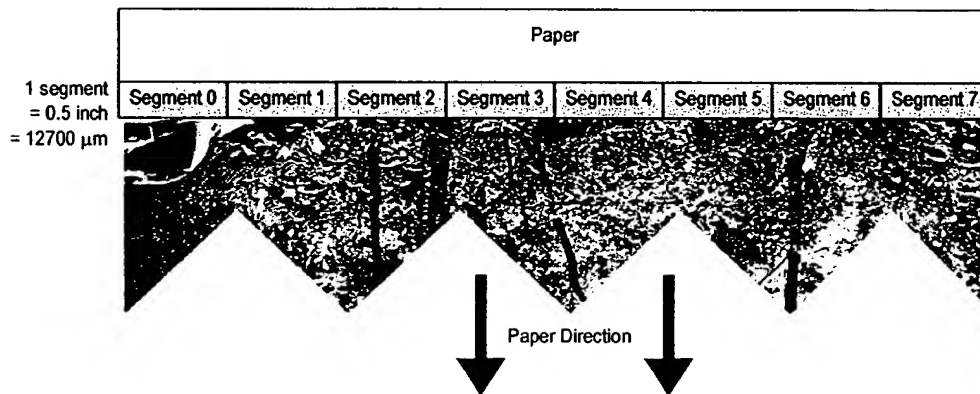 Paper
1 segment
= 0.5 inch
= 12700 µm
Segment 0 Segment 1 Segment 2 Segment 3 Segment 4 Segment 5 Segment 6 Segment 7
Paper Direction